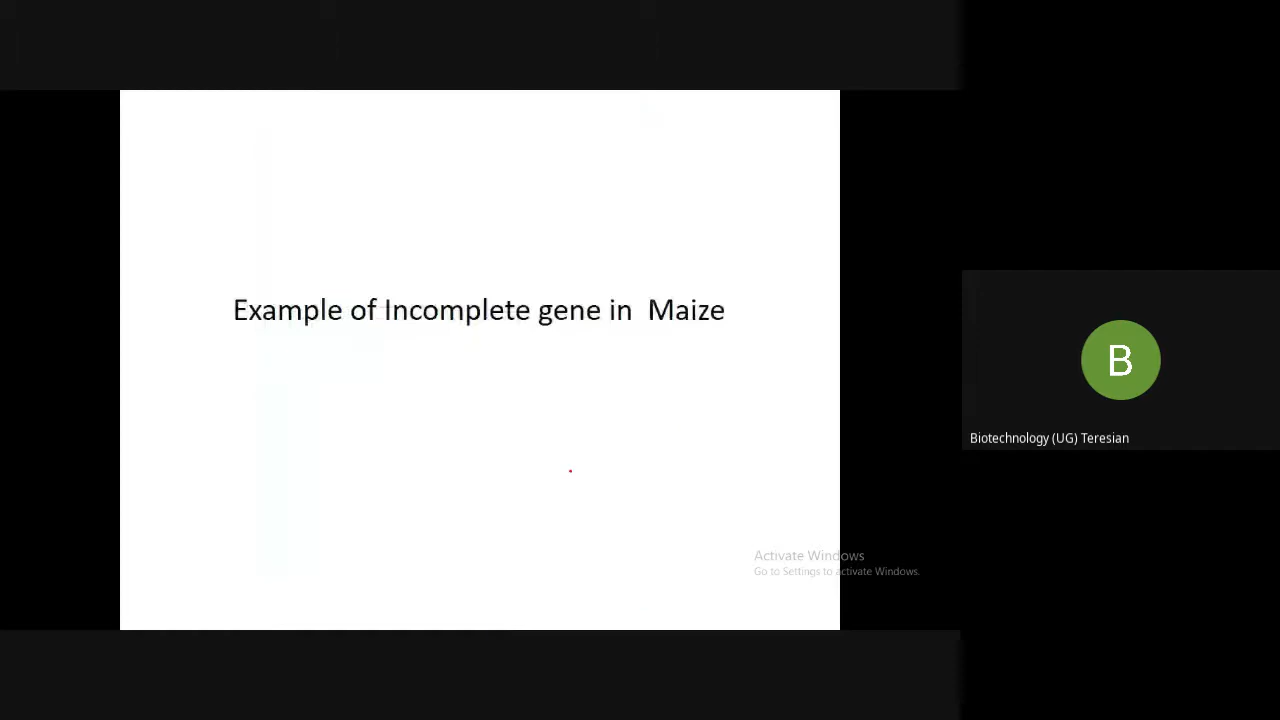 Example of Incomplete gene in  Maize
B
Biotechnology (UG) Teresian
Activate Windows
Go to Settings to activate Windows.